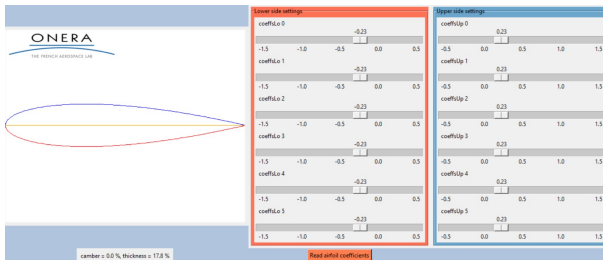 ONERA
THE FRENCH AEROSPACE LAB
camber = 0.0 %, thickness = 17.8 %
Lower side settings
coeffsLo 0
-0.23
-1.5 -1.0 -0.5 0.0 0.5
coeffsLo 1
-0.23
-1.5 -1.0 -0.5 0.0 0.5
coeffsLo 2
-0.23
-1.5 -1.0 -0.5 0.0 0.5
coeffsLo 3
-0.23
-1.5 -1.0 -0.5 0.0 0.5
coeffsLo 4
-0.23
-1.5 -1.0 -0.5 0.0 0.5
coeffsLo 5
-0.23
-1.5 -1.0 -0.5 0.0 0.5
Read airfoil coefficients
Upper side settings
coeffsUp 0
0.23
-0.5 0.0 0.5 1.0 1.5
coeffsUp 1
0.23
-0.5 0.0 0.5 1.0 1.5
coeffsUp 2
0.23
-0.5 0.0 0.5 1.0 1.5
coeffsUp 3
0.23
-0.5 0.0 0.5 1.0 1.5
coeffsUp 4
0.23
-0.5 0.0 0.5 1.0 1.5
coeffsUp 5
0.23
-0.5 0.0 0.5 1.0 1.5